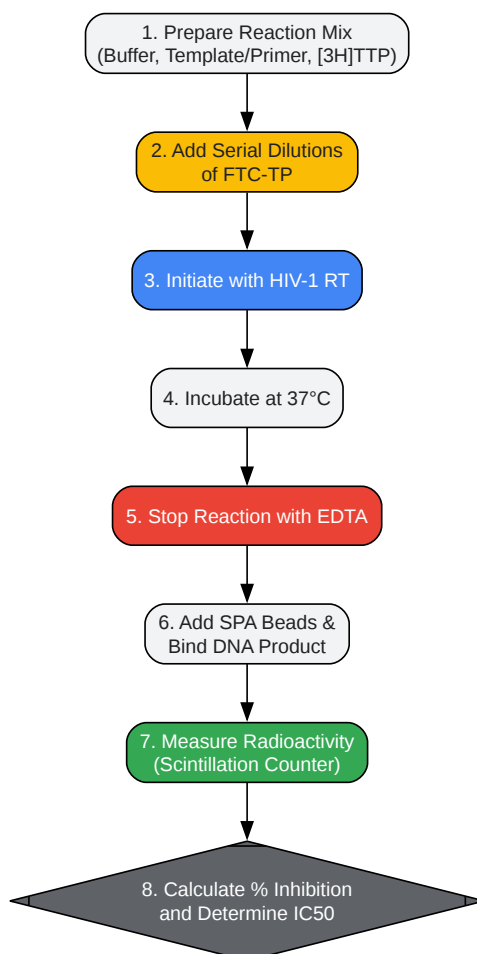 1. Prepare Reaction Mix
(Buffer, Template/Primer, [3H]TTP)
2. Add Serial Dilutions
of FTC-TP
3. Initiate with HIV-1 RT
4. Incubate at 37°C
5. Stop Reaction with EDTA
6. Add SPA Beads &
Bind DNA Product
7. Measure Radioactivity
(Scintillation Counter)
8. Calculate % Inhibition
and Determine IC50